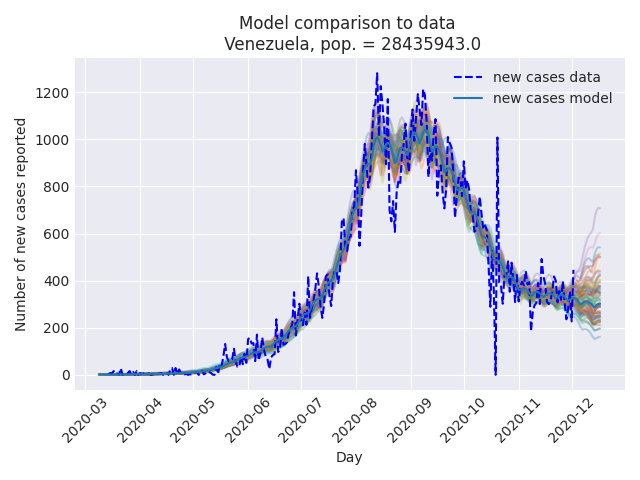 Model comparison to data
Venezuela, pop. = 28435943.0
new cases data
new cases model
Number of new cases reported
1200
1000
800
600
400
200
0
2020-03
2020-04
2020-05
2020-06
2020-07
2020-08
2020-09
2020-10
2020-11
2020-12
Day